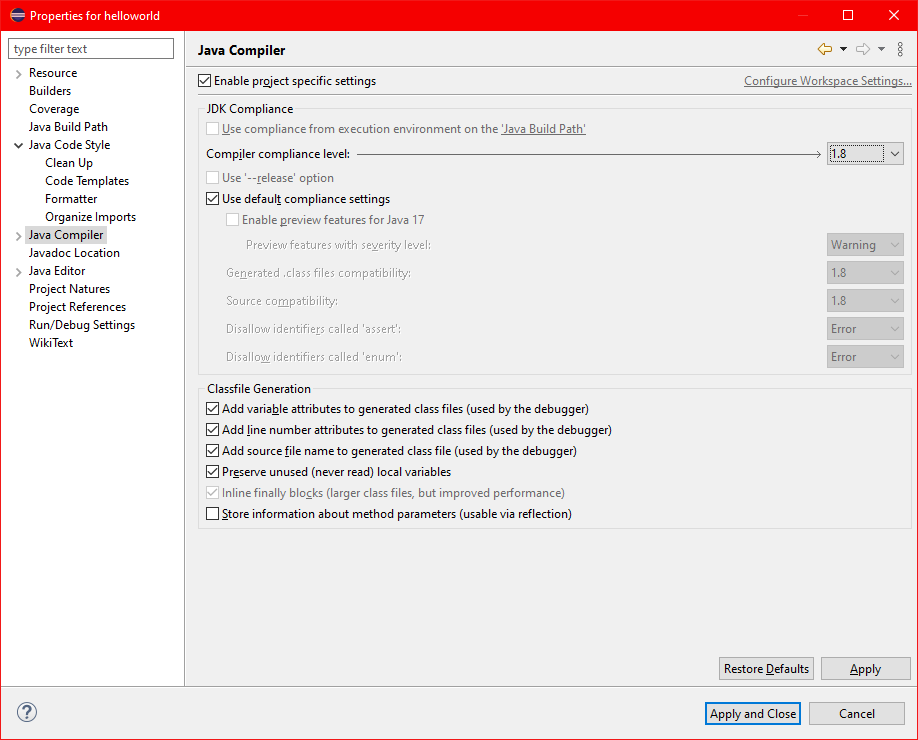 Properties for helloworld
type filter text
Resource
Builders
Coverage
Java Build Path
Java Code Style
Clean Up
Code Templates
Formatter
Organize Imports
Java Compiler
Javadoc Location
Java Editor
Project Natures
Project References
Run/Debug Settings
WikiText
Java Compiler
Enable project specific settings
Configure Workspace Settings...
JDK Compliance
Use compliance from execution environment on the 'Java Build Path'
Compiler compliance level: 1.8
Use '--release' option
Use default compliance settings
Enable preview features for Java 17
Preview features with severity level: Warning
Generated .class files compatibility: 1.8
Source compatibility: 1.8
Disallow identifiers called 'assert': Error
Disallow identifiers called 'enum': Error
Classfile Generation
Add variable attributes to generated class files (used by the debugger)
Add line number attributes to generated class files (used by the debugger)
Add source file name to generated class file (used by the debugger)
Preserve unused (never read) local variables
Inline finally blocks (larger class files, but improved performance)
Store information about method parameters (usable via reflection)
Restore Defaults Apply
? Apply and Close Cancel